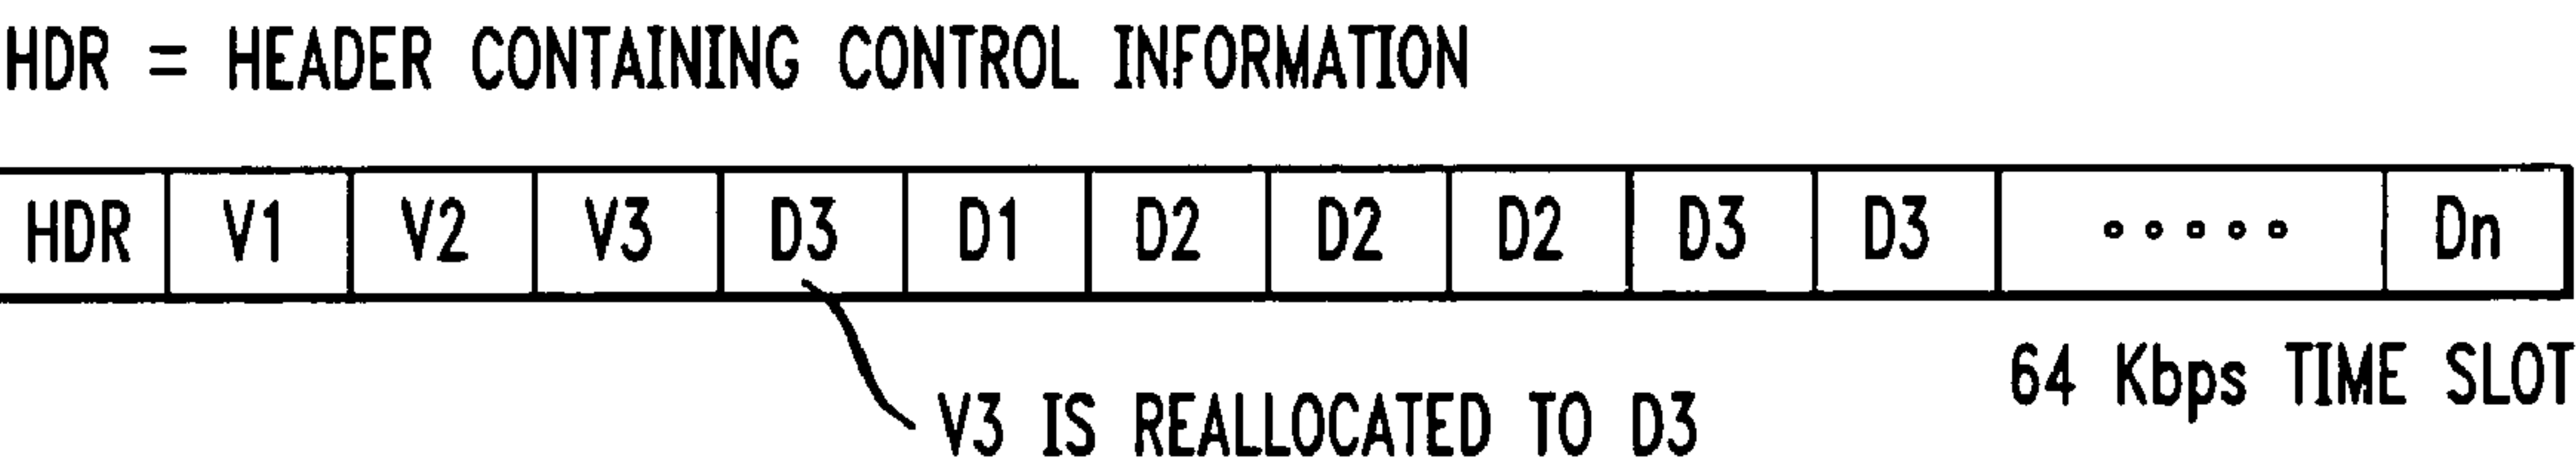 HDR = HEADER CONTAINING CONTROL INFORMATION
HDR V1 V2 V3 D3 D1 D2 D2 D2 D3 D3 ∘∘∘∘∘ Dn
64 Kbps TIME SLOT
V3 IS REALLOCATED TO D3